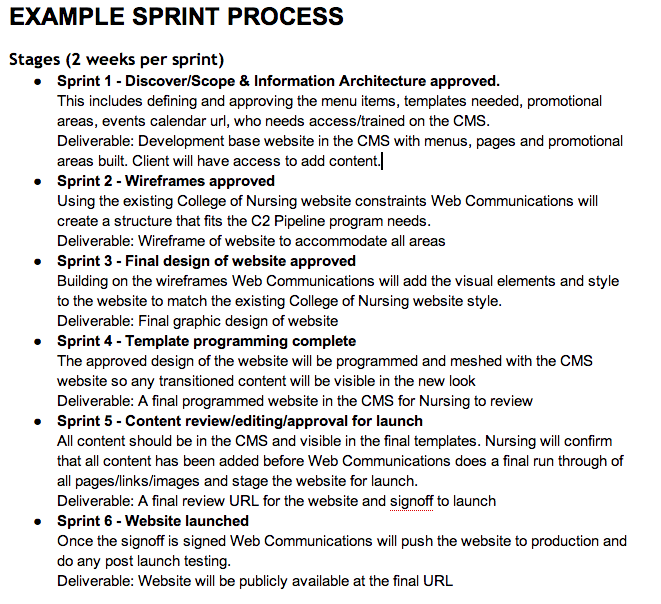 EXAMPLE SPRINT PROCESS
Stages (2 weeks per sprint)
● Sprint 1 - Discover/Scope & Information Architecture approved.
This includes defining and approving the menu items, templates needed, promotional
areas, events calendar url, who needs access/trained on the CMS.
Deliverable: Development base website in the CMS with menus, pages and promotional
areas built. Client will have access to add content.
● Sprint 2 - Wireframes approved
Using the existing College of Nursing website constraints Web Communications will
create a structure that fits the C2 Pipeline program needs.
Deliverable: Wireframe of website to accommodate all areas
● Sprint 3 - Final design of website approved
Building on the wireframes Web Communications will add the visual elements and style
to the website to match the existing College of Nursing website style.
Deliverable: Final graphic design of website
● Sprint 4 - Template programming complete
The approved design of the website will be programmed and meshed with the CMS
website so any transitioned content will be visible in the new look
Deliverable: A final programmed website in the CMS for Nursing to review
● Sprint 5 - Content review/editing/approval for launch
All content should be in the CMS and visible in the final templates. Nursing will confirm
that all content has been added before Web Communications does a final run through of
all pages/links/images and stage the website for launch.
Deliverable: A final review URL for the website and signoff to launch
● Sprint 6 - Website launched
Once the signoff is signed Web Communications will push the website to production and
do any post launch testing.
Deliverable: Website will be publicly available at the final URL